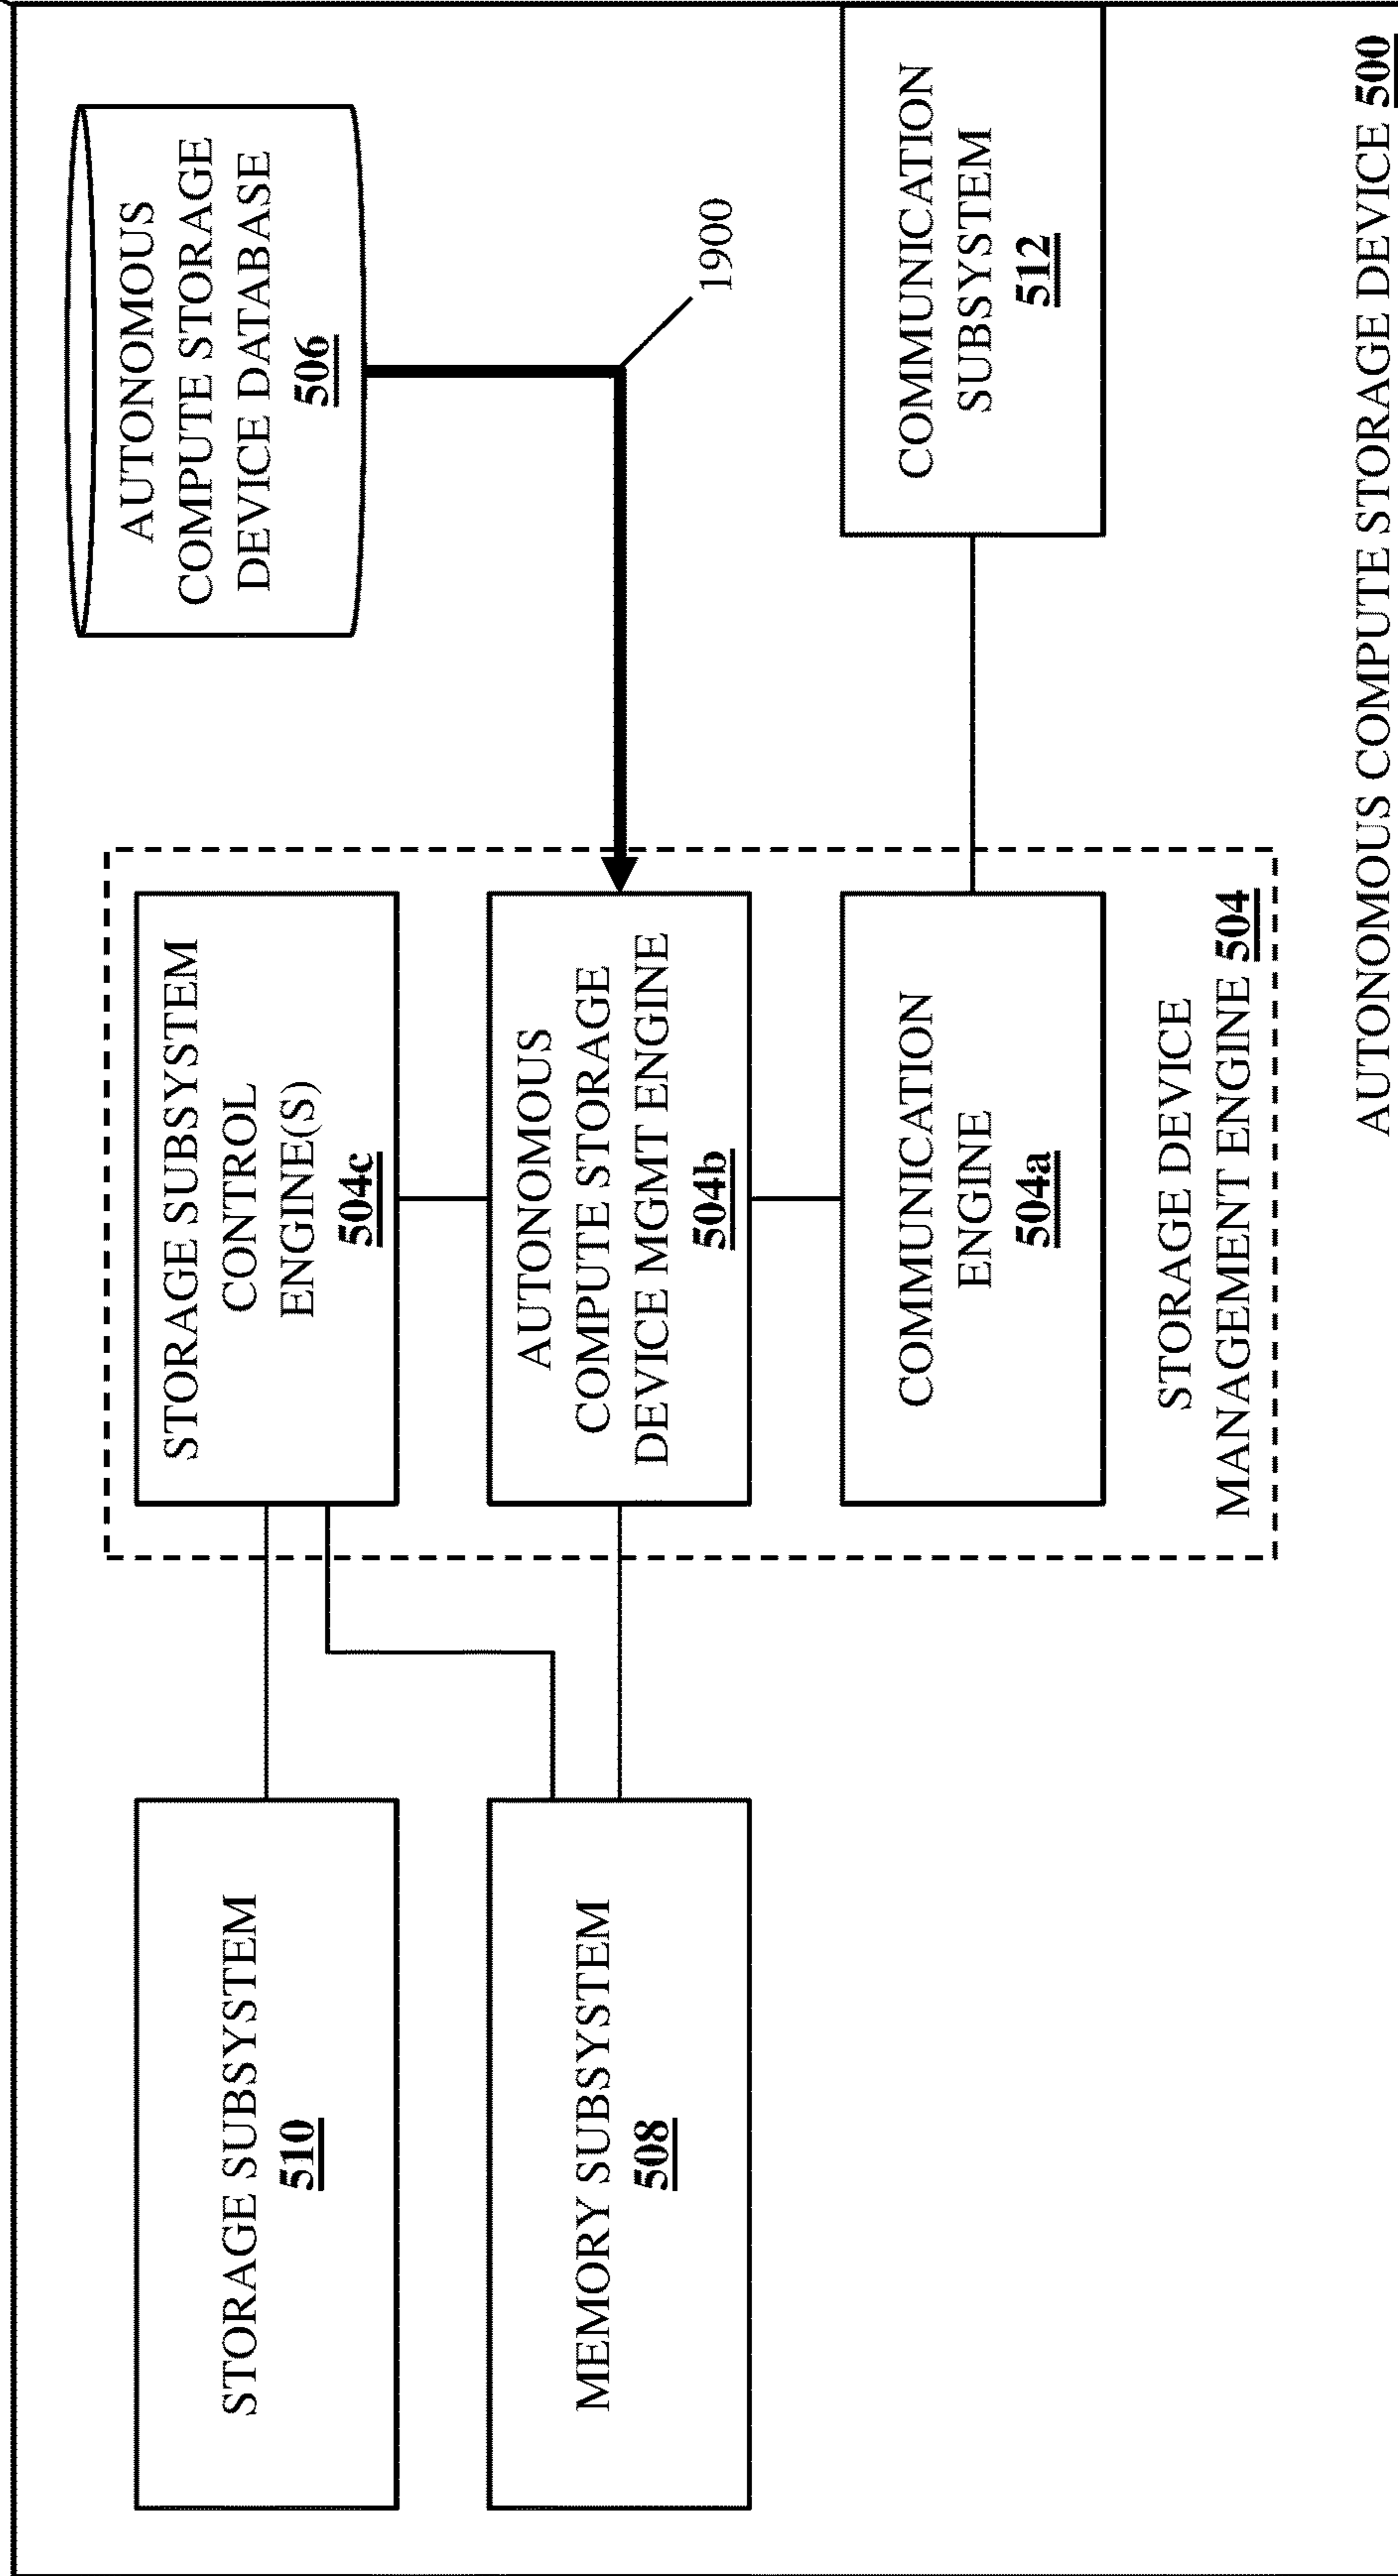 STORAGE SUBSYSTEM
510
MEMORY SUBSYSTEM
508
STORAGE SUBSYSTEM
CONTROL
ENGINE(S)
504c
AUTONOMOUS
COMPUTE STORAGE
DEVICE MGMT ENGINE
504b
COMMUNICATION
ENGINE
504a
STORAGE DEVICE
MANAGEMENT ENGINE 504
AUTONOMOUS
COMPUTE STORAGE
DEVICE DATABASE
506
1900
COMMUNICATION
SUBSYSTEM
512
AUTONOMOUS COMPUTE STORAGE DEVICE 500